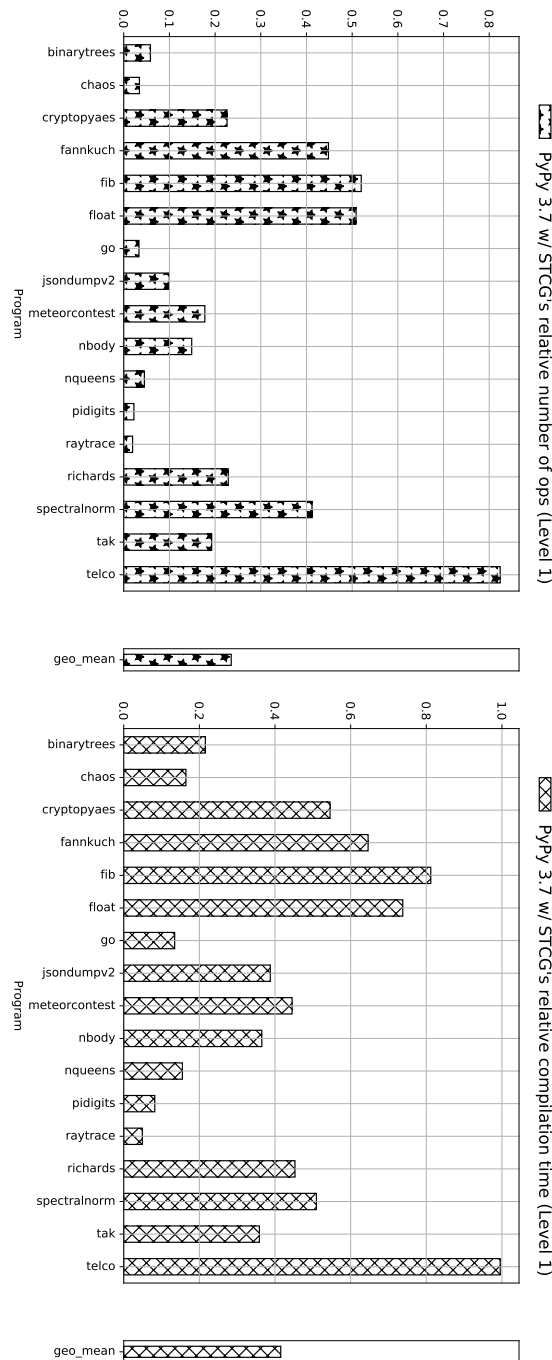 PyPy 3.7 w/ STCG's relative number of ops (Level 1)
0.0 0.1 0.2 0.3 0.4 0.5 0.6 0.7 0.8
binarytrees
chaos
cryptopyaes
fannkuch
fib
float
go
jsondumpv2
meteorcontest
nbody
nqueens
pidigits
raytrace
richards
spectralnorm
tak
telco
Program
geo_mean
PyPy 3.7 w/ STCG's relative compilation time (Level 1)
0.0 0.2 0.4 0.6 0.8 1.0
binarytrees
chaos
cryptopyaes
fannkuch
fib
float
go
jsondumpv2
meteorcontest
nbody
nqueens
pidigits
raytrace
richards
spectralnorm
tak
telco
Program
geo_mean